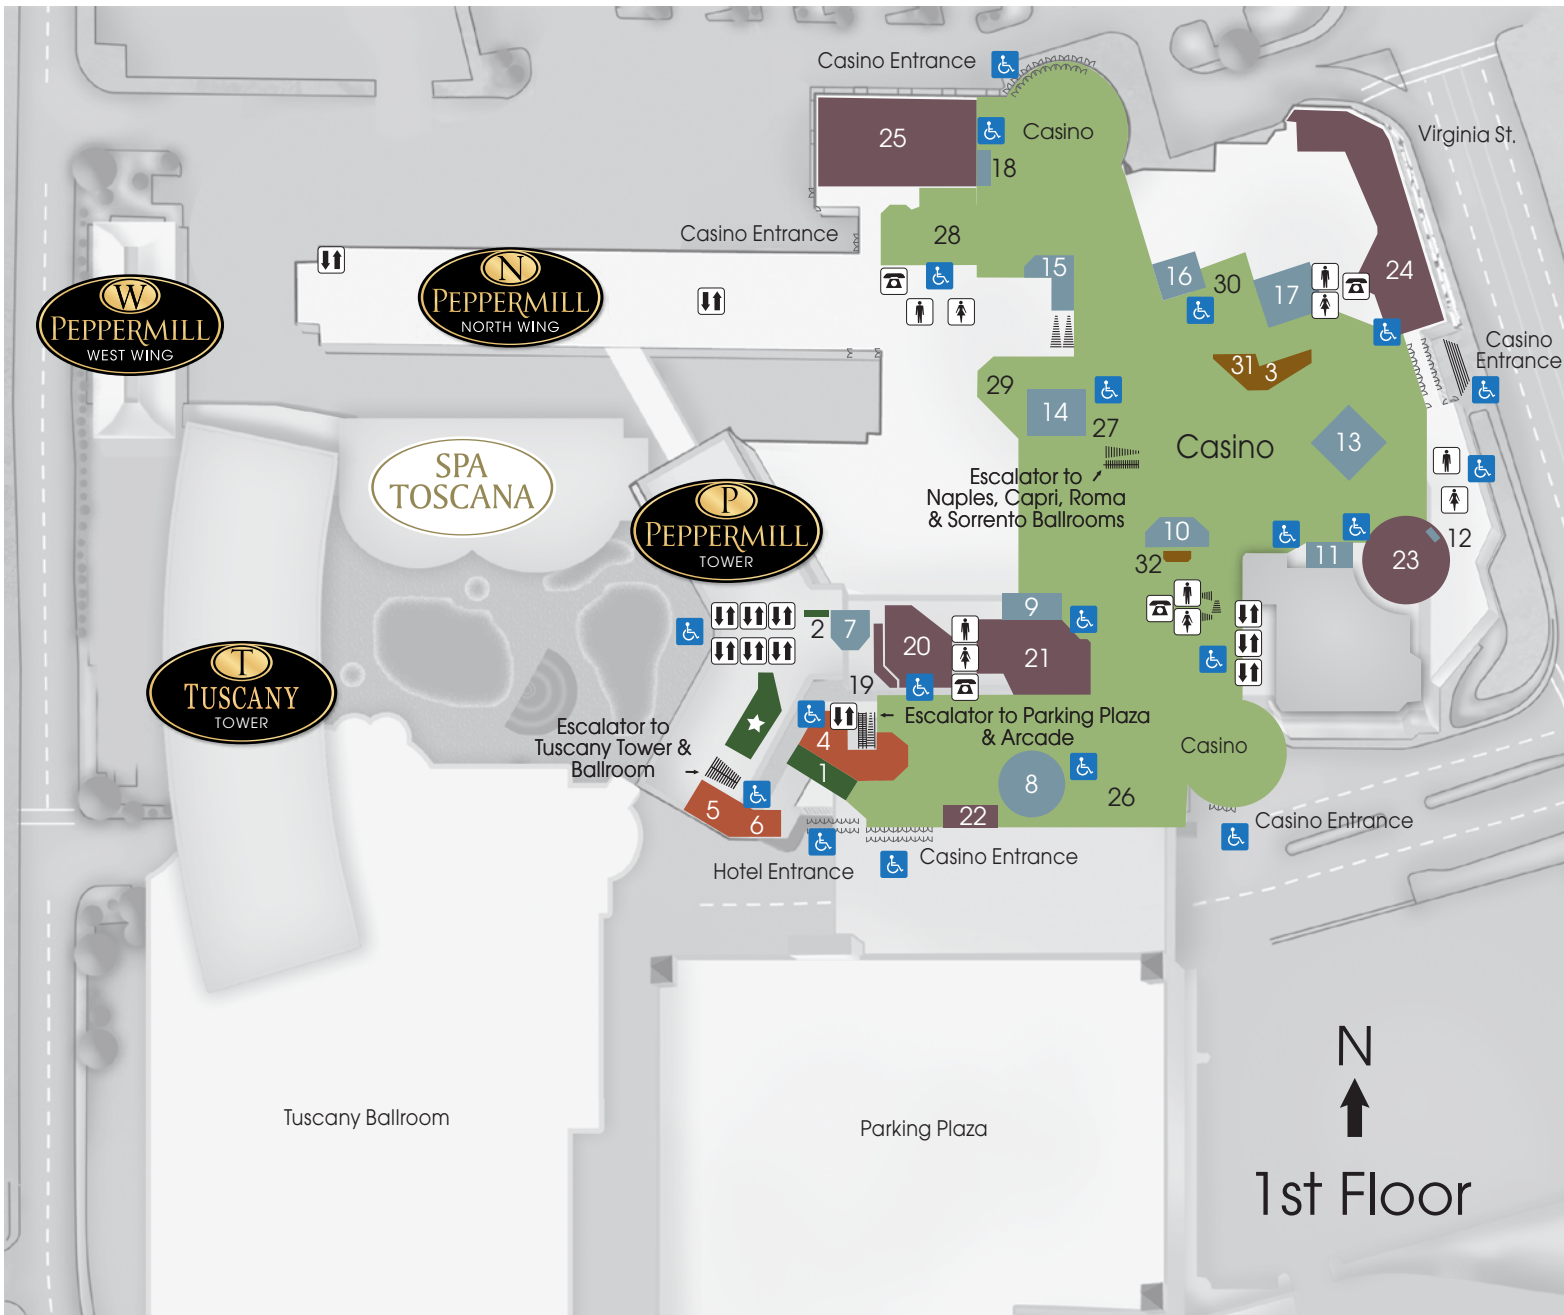 Casino Entrance
Casino
Virginia St.
25
18
Casino Entrance
28
15
16
30
17
24
W
PEPPERMILL
WEST WING
N
PEPPERMILL
NORTH WING
Casino
Entrance
31
3
29
14
27
Casino
13
SPA
TOSCANA
Escalator to
Naples, Capri, Roma
& Sorrento Ballrooms
P
PEPPERMILL
TOWER
10
32
11
12
23
9
2
7
20
21
19
T
TUSCANY
TOWER
Escalator to
Tuscany Tower &
Ballroom
Escalator to Parking Plaza
& Arcade
4
1
5
6
8
26
22
Casino
Casino Entrance
Hotel Entrance
Casino Entrance
Tuscany Ballroom
Parking Plaza
N
1st Floor